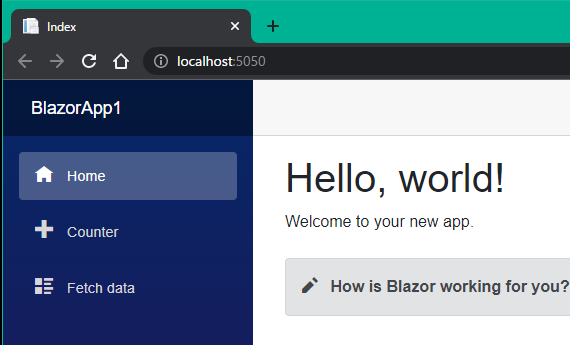 Index
localhost:5050
BlazorApp1
Home
Counter
Fetch data
Hello, world!
Welcome to your new app.
How is Blazor working for you?